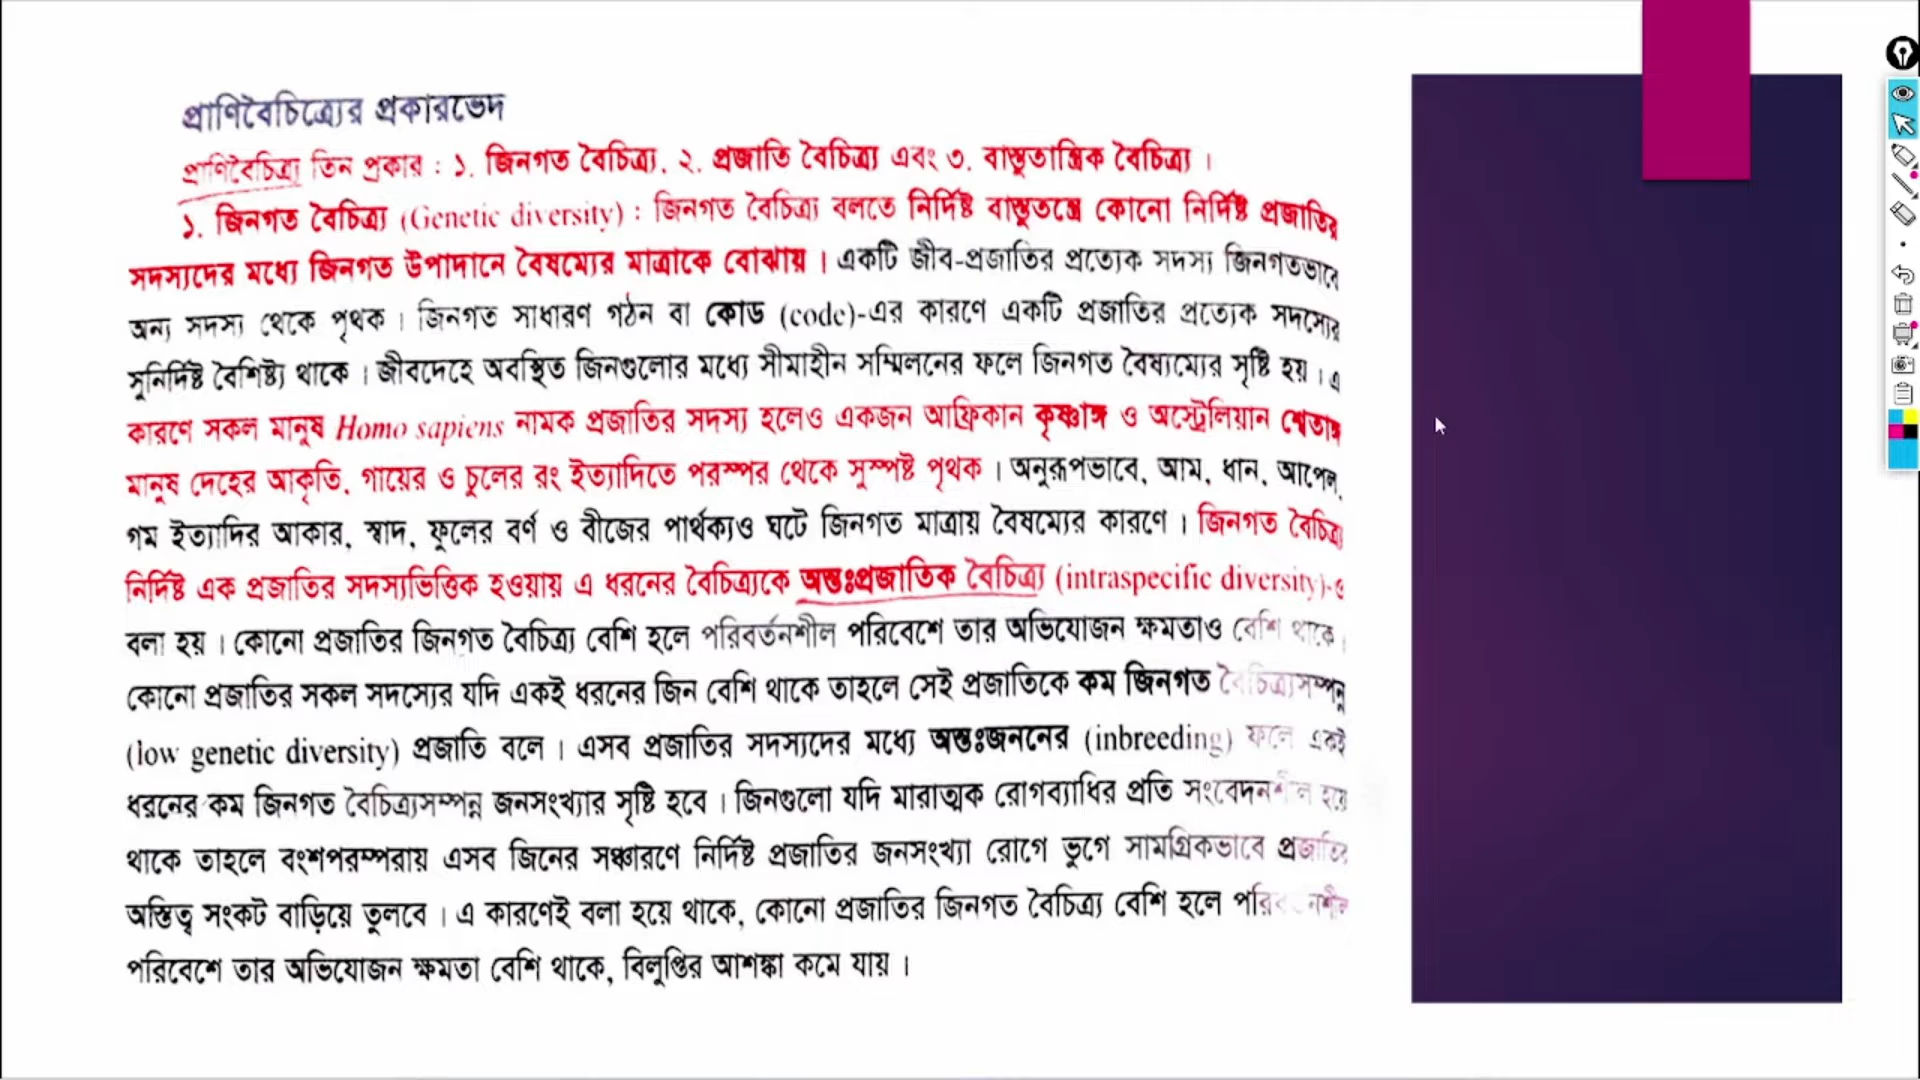 প্রাণিবৈচিত্র্যের প্রকারভেদ
প্রাণিবৈচিত্র্য তিন প্রকার : ১. জিনগত বৈচিত্র্য, ২. প্রজাতি বৈচিত্র্য এবং ৩. বাস্তুতান্ত্রিক বৈচিত্র্য ।
১. জিনগত বৈচিত্র্য (Genetic diversity) : জিনগত বৈচিত্র্য বলতে নির্দিষ্ট বাস্তুতন্ত্রে কোনো নির্দিষ্ট প্রজাতির
সদস্যদের মধ্যে জিনগত উপাদানে বৈষম্যের মাত্রাকে বোঝায় । একটি জীব-প্রজাতির প্রত্যেক সদস্য জিনগতভাবে
অন্য সদস্য থেকে পৃথক । জিনগত সাধারণ গঠন বা কোড (code)-এর কারণে একটি প্রজাতির প্রত্যেক সদস্যের
সুনির্দিষ্ট বৈশিষ্ট্য থাকে । জীবদেহে অবস্থিত জিনগুলোর মধ্যে সীমাহীন সম্মিলনের ফলে জিনগত বৈষ্যম্যের সৃষ্টি হয় । এ
কারণে সকল মানুষ Homo sapiens নামক প্রজাতির সদস্য হলেও একজন আফ্রিকান কৃষ্ণাঙ্গ ও অস্ট্রেলিয়ান শ্বেতাঙ্গ
মানুষ দেহের আকৃতি, গায়ের ও চুলের রং ইত্যাদিতে পরস্পর থেকে সুস্পষ্ট পৃথক । অনুরূপভাবে, আম, ধান, আপেল,
গম ইত্যাদির আকার, স্বাদ, ফুলের বর্ণ ও বীজের পার্থক্যও ঘটে জিনগত মাত্রায় বৈষম্যের কারণে । জিনগত বৈচিত্র্য
নির্দিষ্ট এক প্রজাতির সদস্যভিত্তিক হওয়ায় এ ধরনের বৈচিত্র্যকে অন্তঃপ্রজাতিক বৈচিত্র্য (intraspecific diversity)-ও
বলা হয় । কোনো প্রজাতির জিনগত বৈচিত্র্য বেশি হলে পরিবর্তনশীল পরিবেশে তার অভিযোজন ক্ষমতাও বেশি থাকে ।
কোনো প্রজাতির সকল সদস্যের যদি একই ধরনের জিন বেশি থাকে তাহলে সেই প্রজাতিকে কম জিনগত বৈচিত্র্যসম্পন্ন
(low genetic diversity) প্রজাতি বলে । এসব প্রজাতির সদস্যদের মধ্যে অন্তঃজননের (inbreeding) ফলে একই
ধরনের কম জিনগত বৈচিত্র্যসম্পন্ন জনসংখ্যার সৃষ্টি হবে । জিনগুলো যদি মারাত্মক রোগব্যাধির প্রতি সংবেদনশীল হয়ে
থাকে তাহলে বংশপরম্পরায় এসব জিনের সঞ্চারণে নির্দিষ্ট প্রজাতির জনসংখ্যা রোগে ভুগে সামগ্রিকভাবে প্রজাতির
অস্তিত্ব সংকট বাড়িয়ে তুলবে । এ কারণেই বলা হয়ে থাকে, কোনো প্রজাতির জিনগত বৈচিত্র্য বেশি হলে পরিবর্তনশীল
পরিবেশে তার অভিযোজন ক্ষমতা বেশি থাকে, বিলুপ্তির আশঙ্কা কমে যায় ।